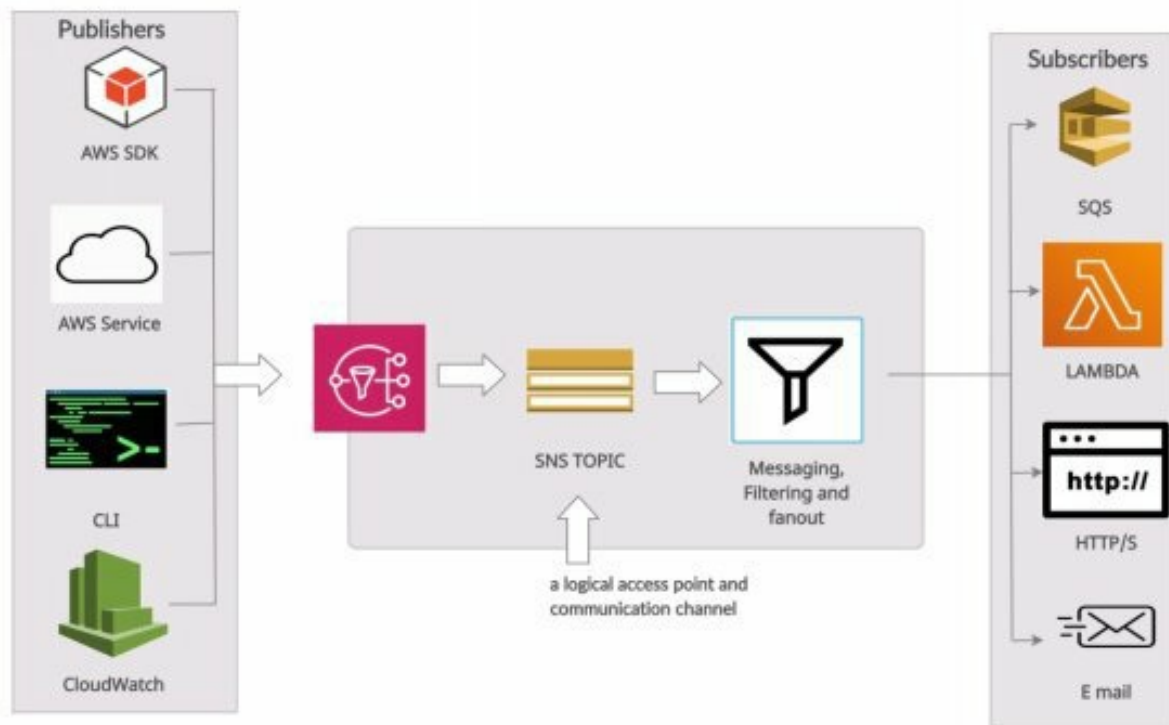 Publishers
AWS SDK
AWS Service
CLI
CloudWatch
SNS TOPIC
Messaging,
Filtering and
fanout
a logical access point and
communication channel
Subscribers
SQS
LAMBDA
http://
HTTP/S
E mail